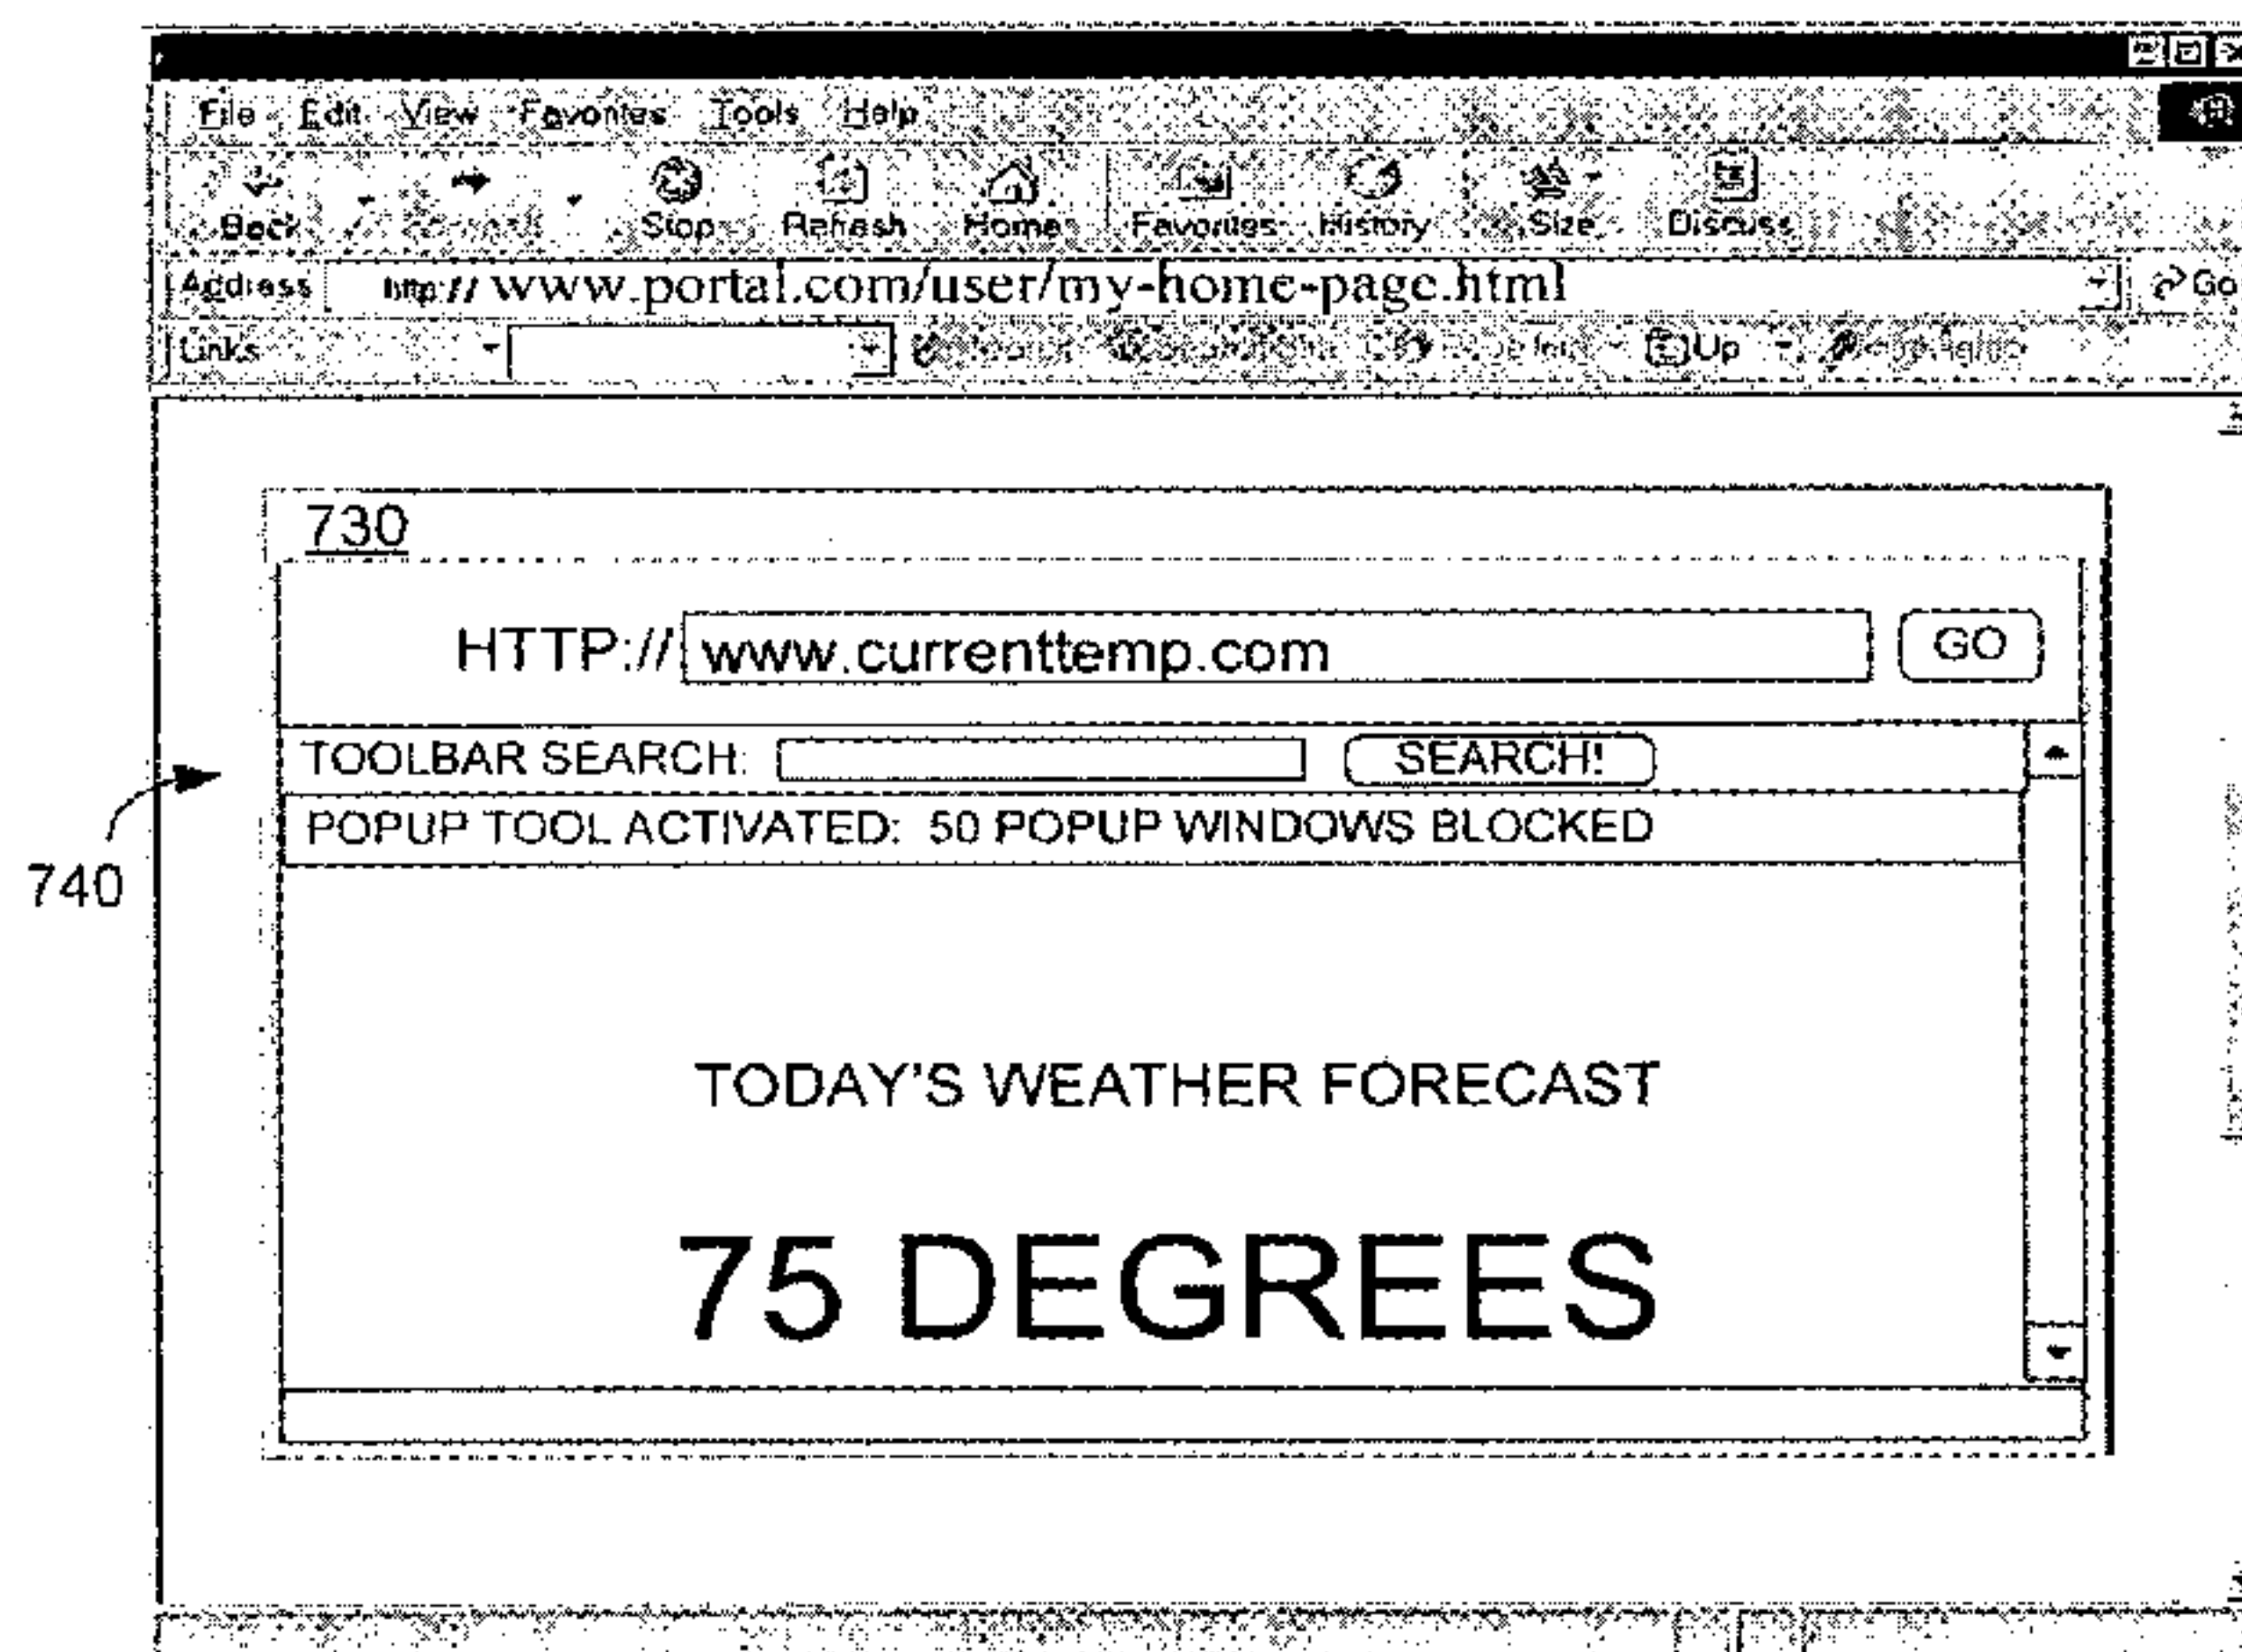 File Edit View Favorites Tools Help
Back Stop Refresh Home Favorites History Size Discuss
Address http:// www.portal.com/user/my-home-page.html Go
Links Up
730
HTTP:// www.currenttemp.com GO
TOOLBAR SEARCH: SEARCH!
POPUP TOOL ACTIVATED: 50 POPUP WINDOWS BLOCKED
740
TODAY'S WEATHER FORECAST
75 DEGREES